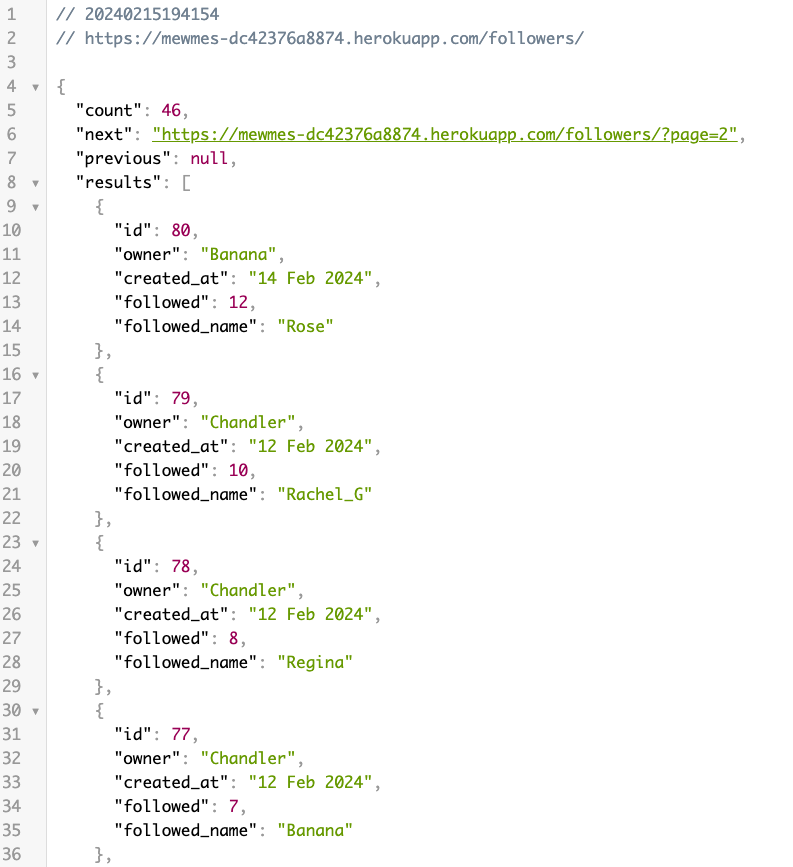 1 // 20240215194154
2 // https://mewmes-dc42376a8874.herokuapp.com/followers/
3
4 {
5 "count": 46,
6 "next": "https://mewmes-dc42376a8874.herokuapp.com/followers/?page=2",
7 "previous": null,
8 "results": [
9 {
10 "id": 80,
11 "owner": "Banana",
12 "created_at": "14 Feb 2024",
13 "followed": 12,
14 "followed_name": "Rose"
15 },
16 {
17 "id": 79,
18 "owner": "Chandler",
19 "created_at": "12 Feb 2024",
20 "followed": 10,
21 "followed_name": "Rachel_G"
22 },
23 {
24 "id": 78,
25 "owner": "Chandler",
26 "created_at": "12 Feb 2024",
27 "followed": 8,
28 "followed_name": "Regina"
29 },
30 {
31 "id": 77,
32 "owner": "Chandler",
33 "created_at": "12 Feb 2024",
34 "followed": 7,
35 "followed_name": "Banana"
36 },